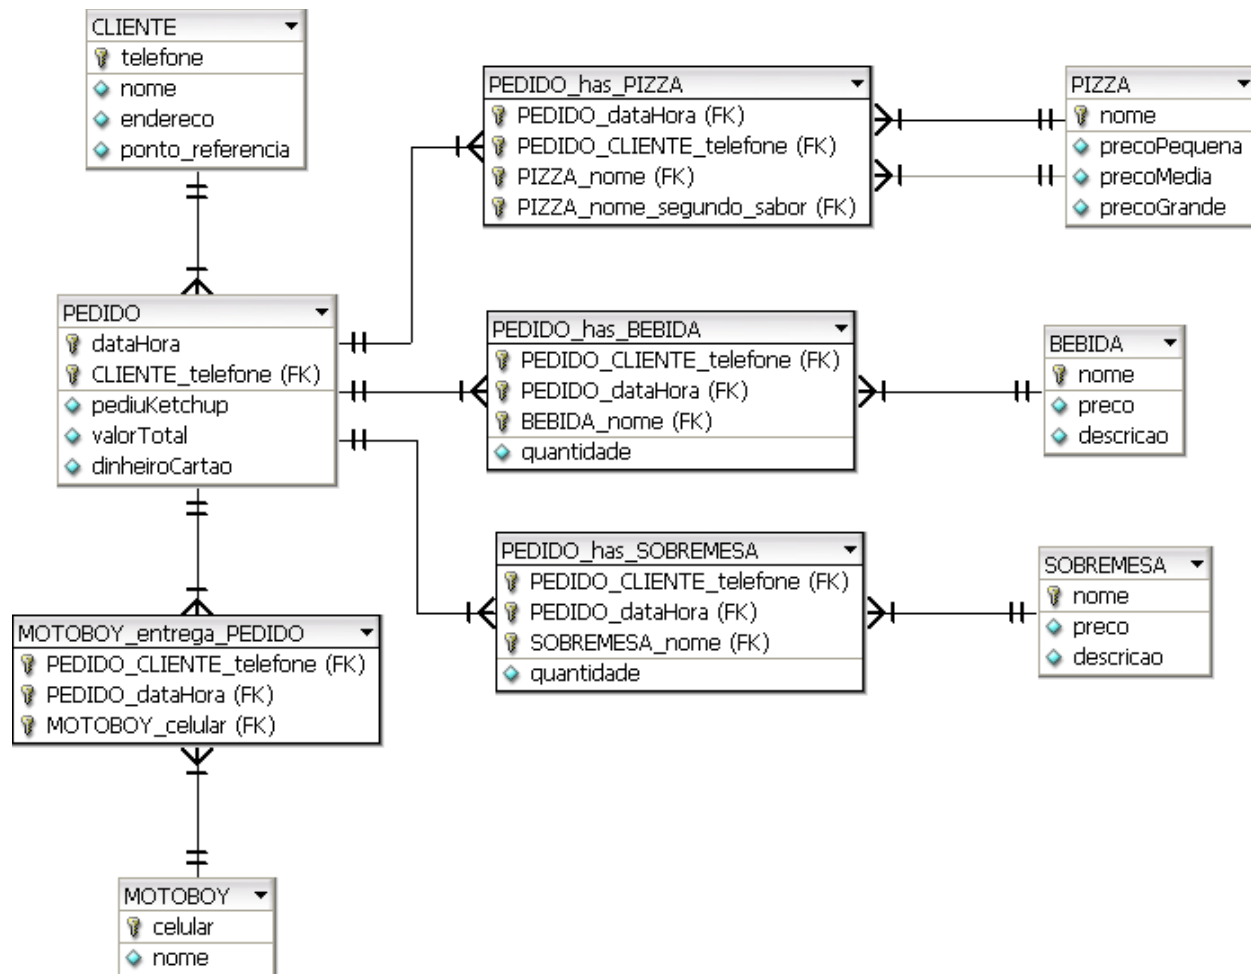 CLIENTE
telefone
nome
endereco
ponto_referencia
PEDIDO_has_PIZZA
PEDIDO_dataHora (FK)
PEDIDO_CLIENTE_telefone (FK)
PIZZA_nome (FK)
PIZZA_nome_segundo_sabor (FK)
PIZZA
nome
precoPequena
precoMedia
precoGrande
PEDIDO
dataHora
CLIENTE_telefone (FK)
pediuKetchup
valorTotal
dinheiroCartao
PEDIDO_has_BEBIDA
PEDIDO_CLIENTE_telefone (FK)
PEDIDO_dataHora (FK)
BEBIDA_nome (FK)
quantidade
BEBIDA
nome
preco
descricao
PEDIDO_has_SOBREMESA
PEDIDO_CLIENTE_telefone (FK)
PEDIDO_dataHora (FK)
SOBREMESA_nome (FK)
quantidade
SOBREMESA
nome
preco
descricao
MOTOBOY_entrega_PEDIDO
PEDIDO_CLIENTE_telefone (FK)
PEDIDO_dataHora (FK)
MOTOBOY_celular (FK)
MOTOBOY
celular
nome